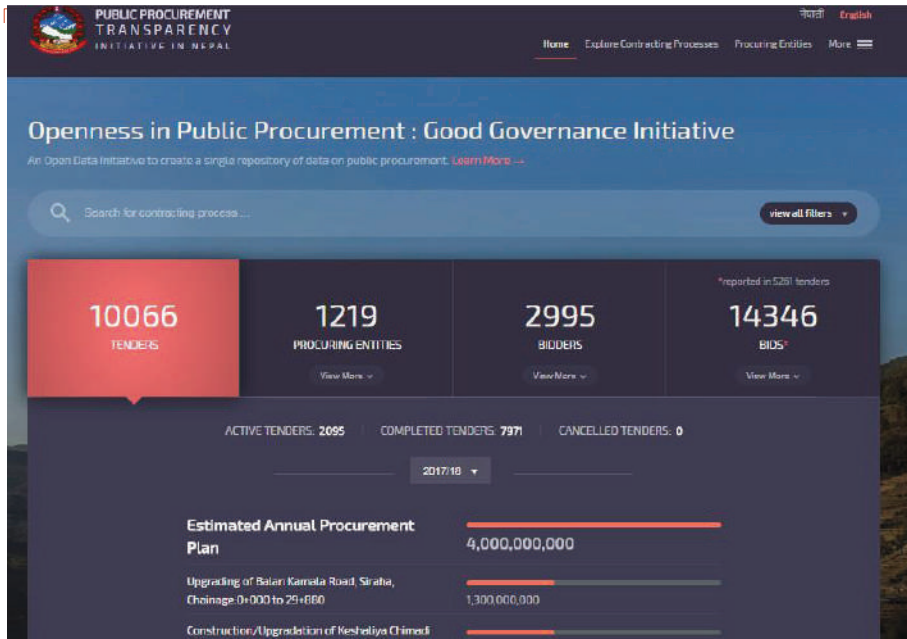 PUBLIC PROCUREMENT
TRANSPARENCY
INITIATIVE IN NEPAL
नेपाली English
Home Explore Contracting Processes Procuring Entities More
Openness in Public Procurement : Good Governance Initiative
An Open Data Initiative to create a single repository of data on public procurement. Learn More →
Search for contracting process ...
view all filters
*reported in 5261 tenders
10066 1219 2995 14346
TENDERS PROCURING ENTITIES BIDDERS BIDS*
View More View More View More
ACTIVE TENDERS: 2095 COMPLETED TENDERS: 7971 CANCELLED TENDERS: 0
2017/18
Estimated Annual Procurement
Plan
4,000,000,000
Upgrading of Balan Kamala Road, Siraha,
Chainage:0+000 to 29+880
1,300,000,000
Construction/Upgradation of Keshaliya Chimadi